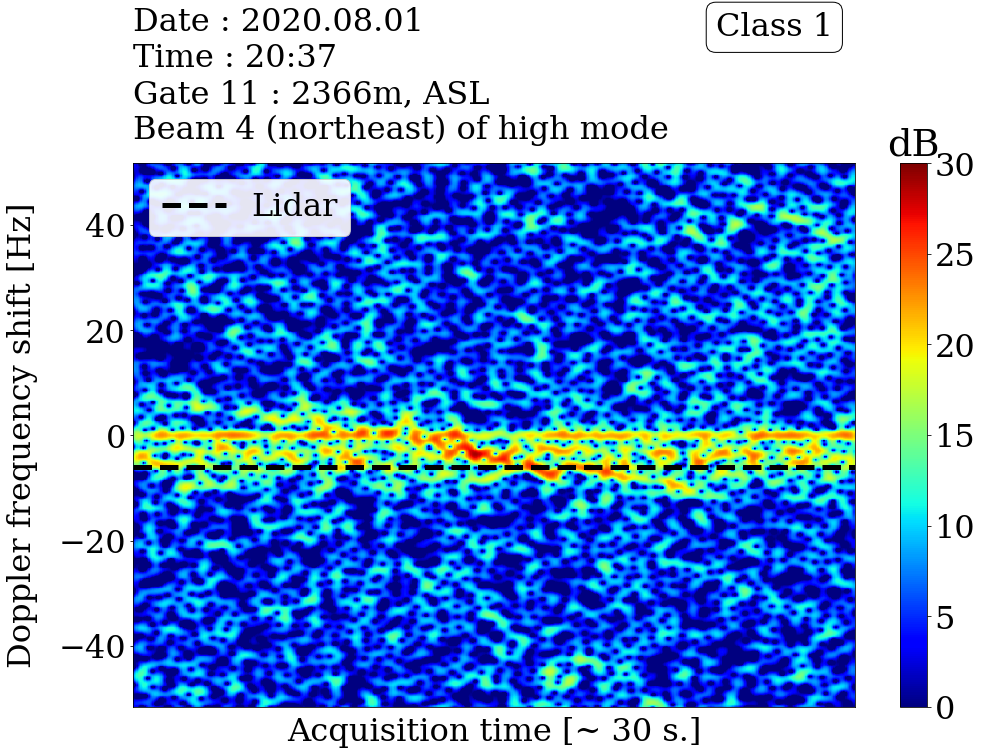 Date : 2020.08.01
Time : 20:37
Gate 11 : 2366m, ASL
Beam 4 (northeast) of high mode
Class 1
dB
Lidar
Doppler frequency shift [Hz]
40
20
0
−20
−40
Acquisition time [~ 30 s.]
30
25
20
15
10
5
0